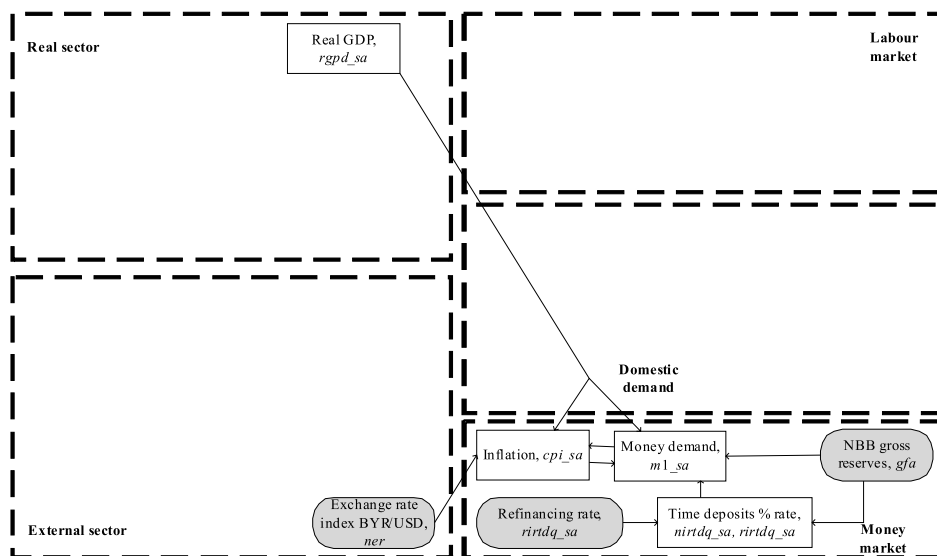 Real sector
Real GDP,
rgpd_sa
Labour
market
Domestic
demand
Inflation, cpi_sa
Money demand,
m1_sa
NBB gross
reserves, gfa
Exchange rate
index BYR/USD,
ner
Refinancing rate,
rirtdq_sa
Time deposits % rate,
nirtdq_sa, rirtdq_sa
External sector
Money
market